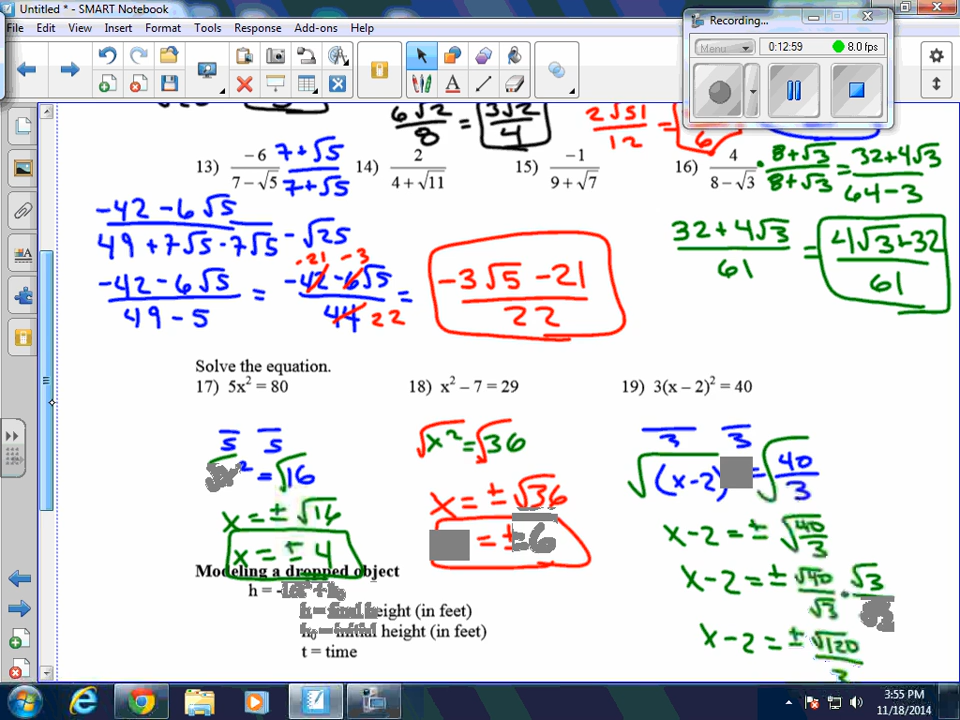 Untitled * - SMART Notebook
File Edit View Insert Format Tools Response Add-ons Help
Recording...
Menu 0:12:59 8.0 fps
6√2/8 = 3√2/4
2√51/12 =
6
13) -6/(7-√5) (7+√5)/(7+√5)
14) 2/(4+√11)
15) -1/(9+√7)
16) 4/(8-√3) • (8+√3)/(8+√3) = (32+4√3)/(64-3)
(-42-6√5)/(49+7√5-7√5-√25)
(32+4√3)/61 = (4√3+32)/61
-21 -3
(-42-6√5)/(49-5) = (-42-6√5)/44 = (-3√5-21)/22
22
Solve the equation.
17) 5x² = 80
18) x² – 7 = 29
19) 3(x – 2)² = 40
5 5
3 3
√x² = √36
= √16
√(x-2) = √40/3
x = ±√16
x = ±√36
x-2 = ± √40/3
x = ± 4
= ± 6
x-2 = ± √40/√3 • √3
x-2 = ± √120/3
Modeling a dropped object
h = -
height (in feet)
height (in feet)
t = time
3:55 PM
11/18/2014